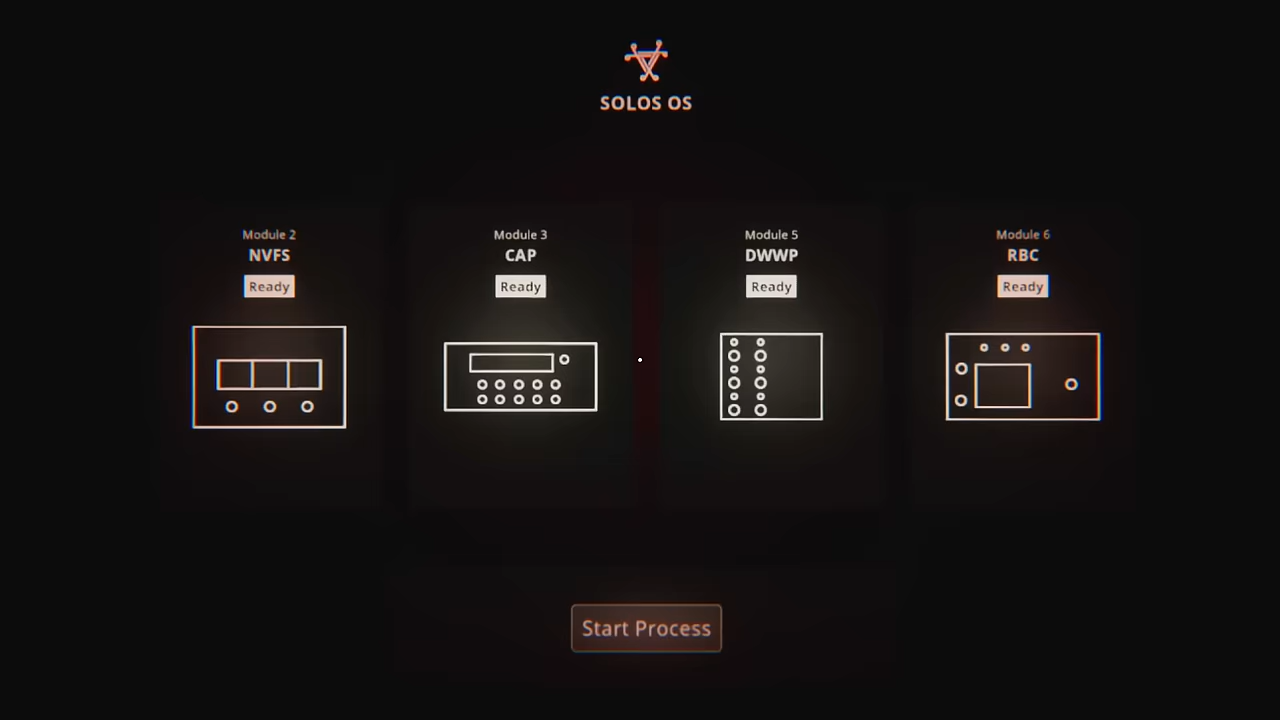 SOLOS OS
Module 2
NVFS
Ready
Module 3
CAP
Ready
Module 5
DWWP
Ready
Module 6
RBC
Ready
Start Process